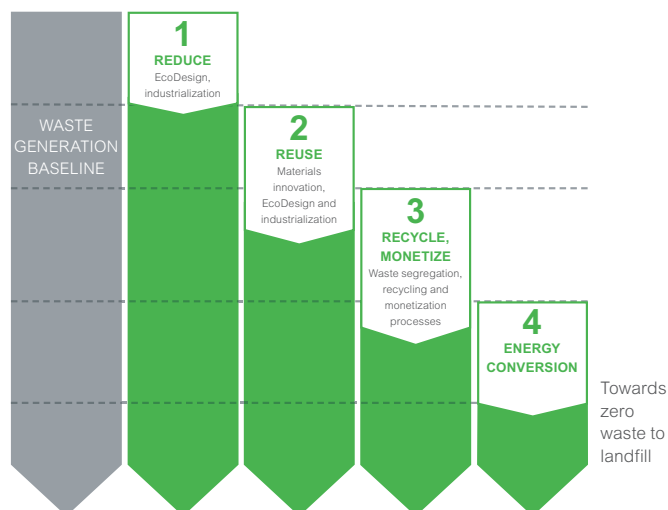 WASTE
GENERATION
BASELINE
1
REDUCE
EcoDesign,
industrialization
2
REUSE
Materials
innovation,
EcoDesign and
industrialization
3
RECYCLE,
MONETIZE
Waste segregation,
recycling and
monetization
processes
4
ENERGY
CONVERSION
Towards
zero
waste to
landfill